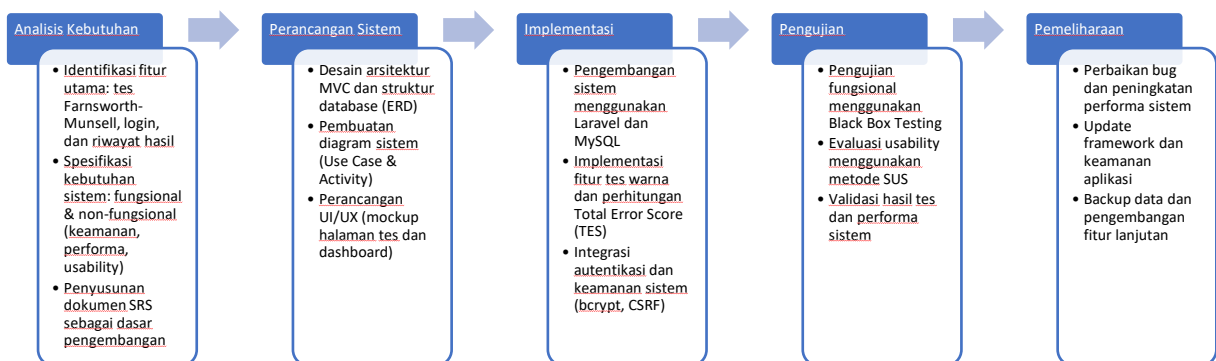 Analisis Kebutuhan
• Identifikasi fitur
utama: tes
Farnsworth-
Munsell, login,
dan riwayat hasil
• Spesifikasi
kebutuhan
sistem: fungsional
& non-fungsional
(keamanan,
performa,
usability)
• Penyusunan
dokumen SRS
sebagai dasar
pengembangan
Perancangan Sistem
• Desain arsitektur
MVC dan struktur
database (ERD)
• Pembuatan
diagram sistem
(Use Case &
Activity)
• Perancangan
UI/UX (mockup
halaman tes dan
dashboard)
Implementasi
• Pengembangan
sistem
menggunakan
Laravel dan
MySQL
• Implementasi
fitur tes warna
dan perhitungan
Total Error Score
(TES)
• Integrasi
autentikasi dan
keamanan sistem
(bcrypt, CSRF)
Pengujian
• Pengujian
fungsional
menggunakan
Black Box Testing
• Evaluasi usability
menggunakan
metode SUS
• Validasi hasil tes
dan performa
sistem
Pemeliharaan
• Perbaikan bug
dan peningkatan
performa sistem
• Update
framework dan
keamanan
aplikasi
• Backup data dan
pengembangan
fitur lanjutan